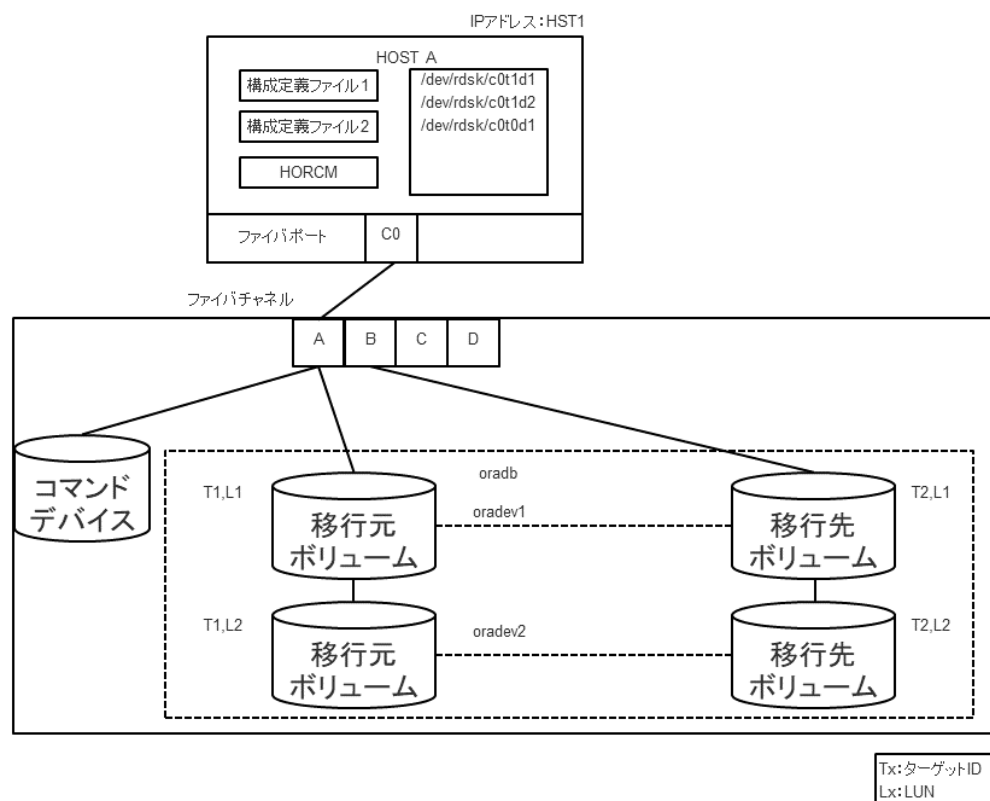 IPアドレス:HST1
HOST A
構成定義ファイル1
構成定義ファイル2
HORCM
/dev/rdsk/c0t1d1
/dev/rdsk/c0t1d2
/dev/rdsk/c0t0d1
ファイバポート
C0
ファイバチャネル
A
B
C
D
コマンド
デバイス
oradb
T1,L1
移行元
ボリューム
oradev1
移行先
ボリューム
T2,L1
T1,L2
移行元
ボリューム
oradev2
移行先
ボリューム
T2,L2
Tx:ターゲットID
Lx:LUN